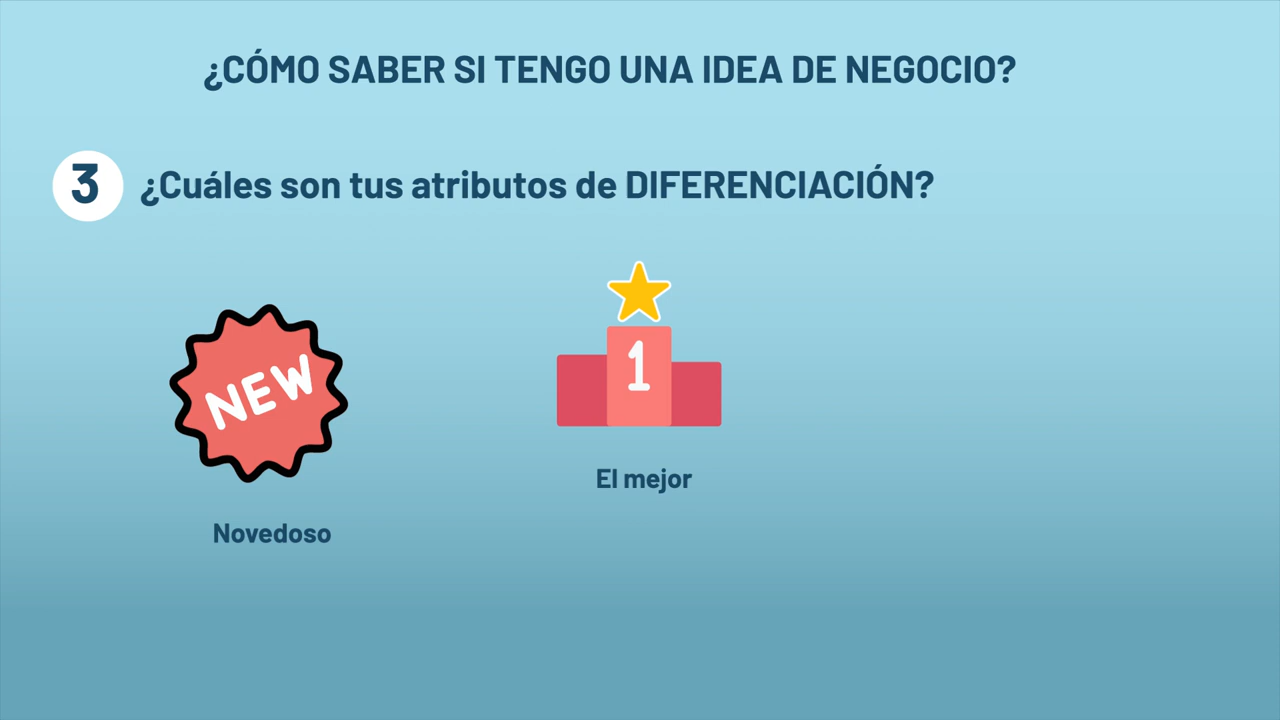 ¿CÓMO SABER SI TENGO UNA IDEA DE NEGOCIO?
3 ¿Cuáles son tus atributos de DIFERENCIACIÓN?
NEW
1
El mejor
Novedoso